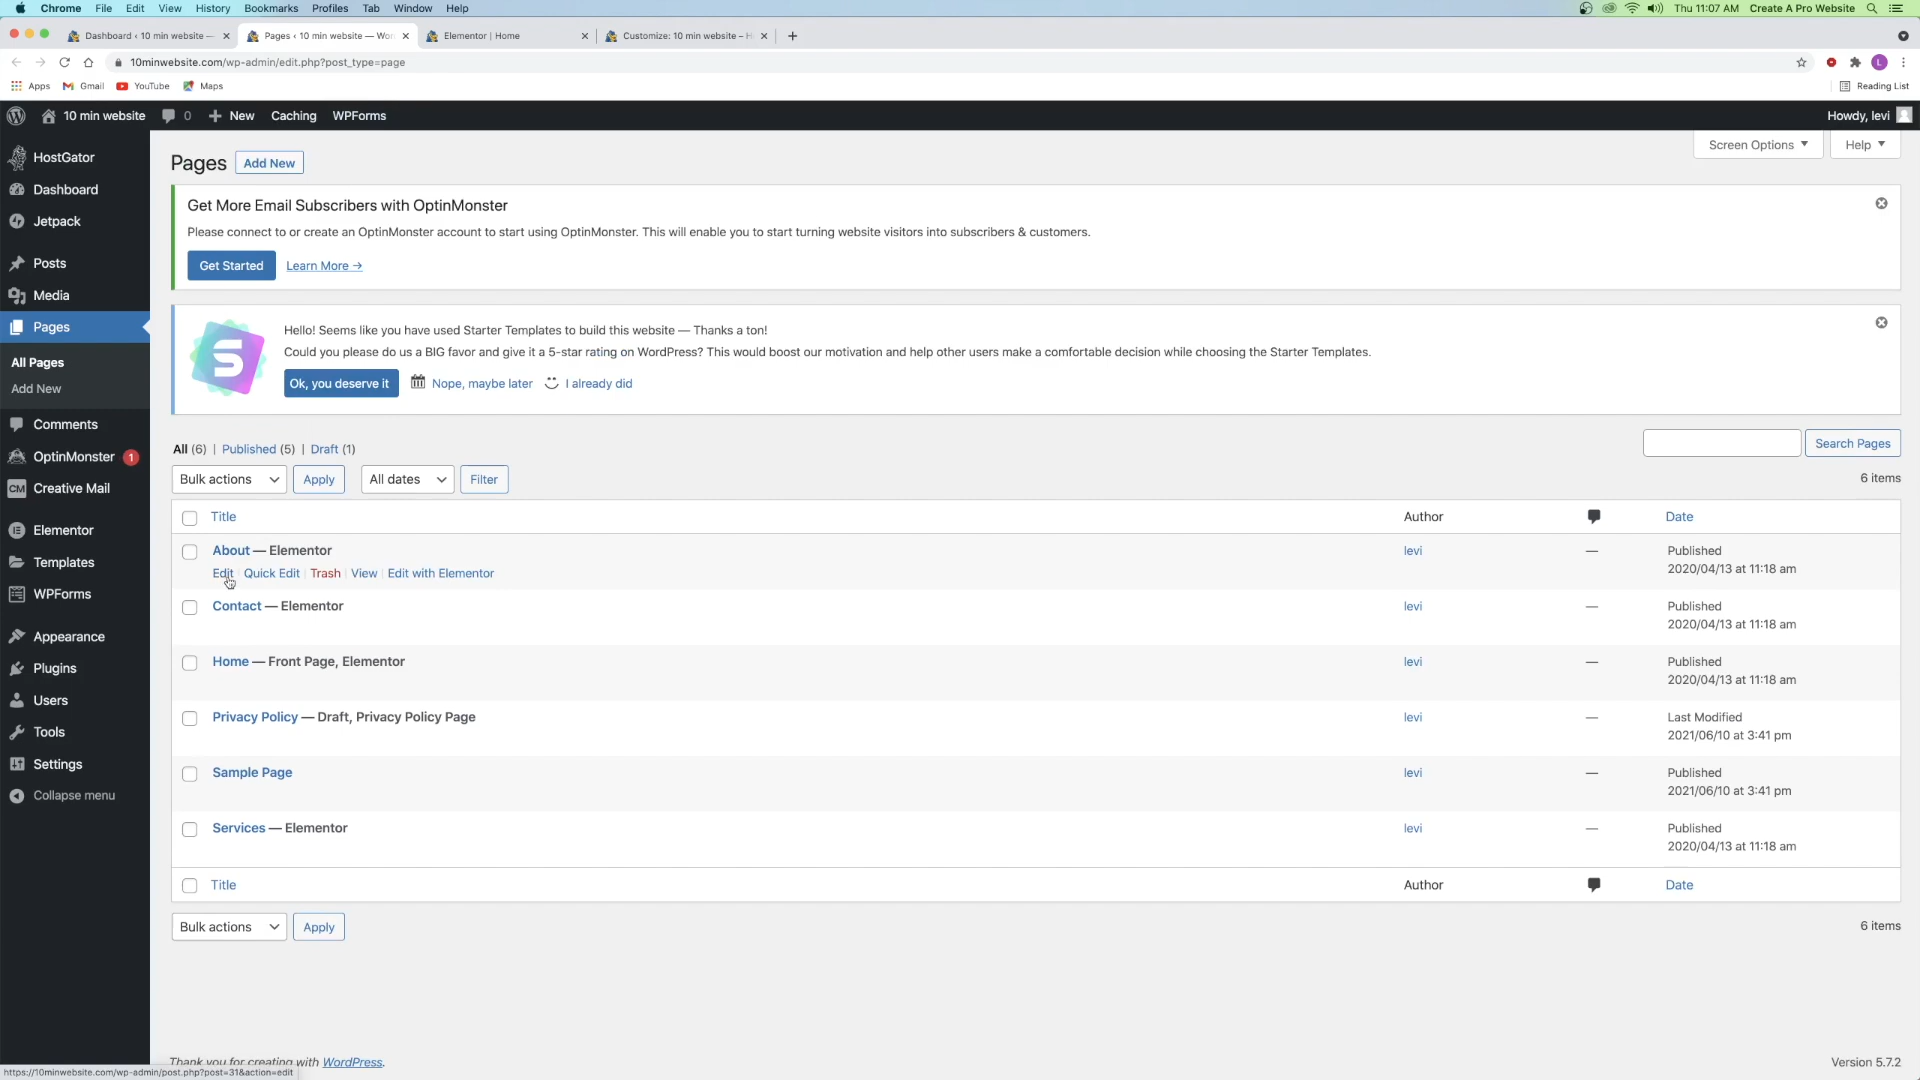 Chrome File Edit View History Bookmarks Profiles Tab Window Help Thu 11:07 AM Create A Pro Website
Dashboard ‹ 10 min website — Pages ‹ 10 min website — Wor Elementor | Home Customize: 10 min website – H
10minwebsite.com/wp-admin/edit.php?post_type=page L
Apps Gmail YouTube Maps Reading List
10 min website 0 New Caching WPForms Howdy, levi
HostGator
Dashboard
Jetpack
Posts
Media
Pages
All Pages
Add New
Comments
OptinMonster 1
CM Creative Mail
Elementor
Templates
WPForms
Appearance
Plugins
Users
Tools
Settings
Collapse menu
Screen Options Help
Pages Add New
Get More Email Subscribers with OptinMonster
Please connect to or create an OptinMonster account to start using OptinMonster. This will enable you to start turning website visitors into subscribers & customers.
Get Started Learn More →
S
Hello! Seems like you have used Starter Templates to build this website — Thanks a ton!
Could you please do us a BIG favor and give it a 5-star rating on WordPress? This would boost our motivation and help other users make a comfortable decision while choosing the Starter Templates.
Ok, you deserve it Nope, maybe later I already did
All (6) | Published (5) | Draft (1) Search Pages
Bulk actions Apply All dates Filter 6 items
Title Author Date
About — Elementor levi — Published
Edit | Quick Edit | Trash | View | Edit with Elementor 2020/04/13 at 11:18 am
Contact — Elementor levi — Published
2020/04/13 at 11:18 am
Home — Front Page, Elementor levi — Published
2020/04/13 at 11:18 am
Privacy Policy — Draft, Privacy Policy Page levi — Last Modified
2021/06/10 at 3:41 pm
Sample Page levi — Published
2021/06/10 at 3:41 pm
Services — Elementor levi — Published
2020/04/13 at 11:18 am
Title Author Date
Bulk actions Apply 6 items
Thank you for creating with WordPress. Version 5.7.2
https://10minwebsite.com/wp-admin/post.php?post=31&action=edit